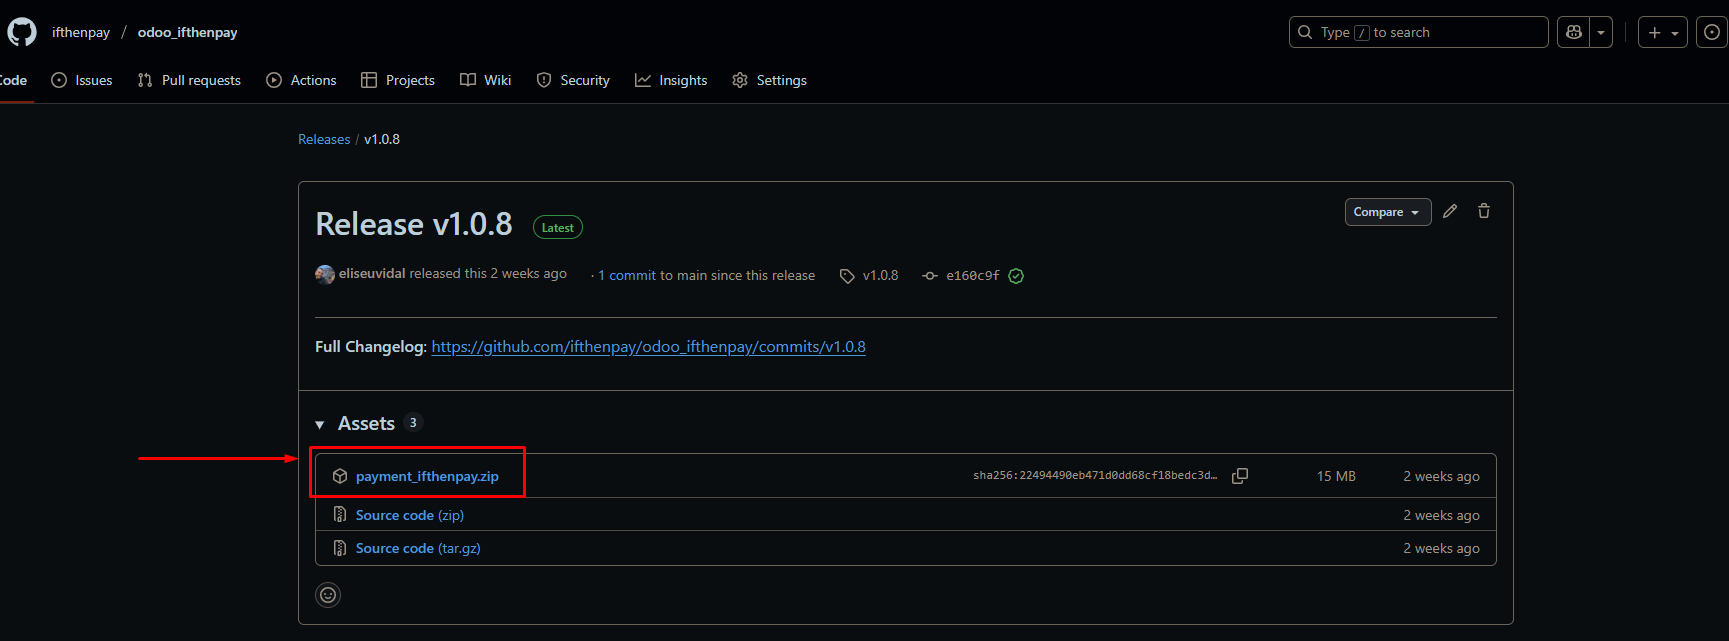 ifthenpay / odoo_ifthenpay
Type / to search
Code Issues Pull requests Actions Projects Wiki Security Insights Settings
Releases / v1.0.8
Release v1.0.8 Latest
Compare
eliseuvidal released this 2 weeks ago · 1 commit to main since this release v1.0.8 e160c9f
Full Changelog: https://github.com/ifthenpay/odoo_ifthenpay/commits/v1.0.8
Assets 3
payment_ifthenpay.zip sha256:22494490eb471d0dd68cf18bedc3d… 15 MB 2 weeks ago
Source code (zip) 2 weeks ago
Source code (tar.gz) 2 weeks ago